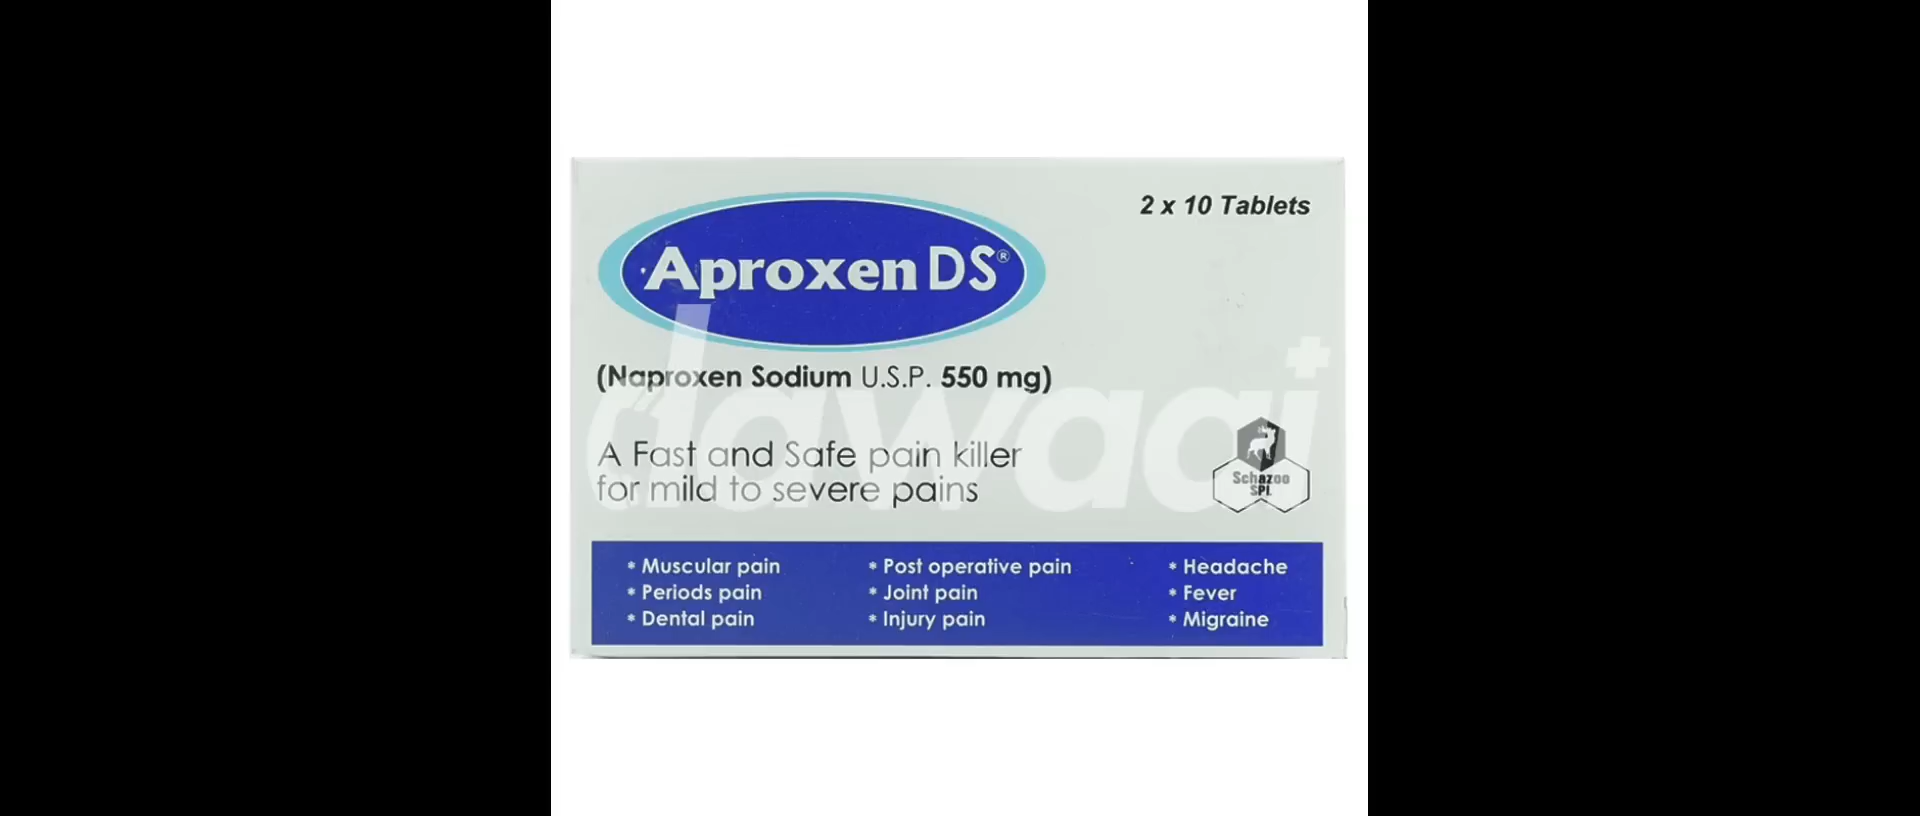 2 x 10 Tablets
Aproxen DS®
(Naproxen Sodium U.S.P. 550 mg)
A Fast and Safe pain killer
for mild to severe pains
dawaai
Schazoo
SPL
* Muscular pain * Post operative pain * Headache
* Periods pain * Joint pain * Fever
* Dental pain * Injury pain * Migraine